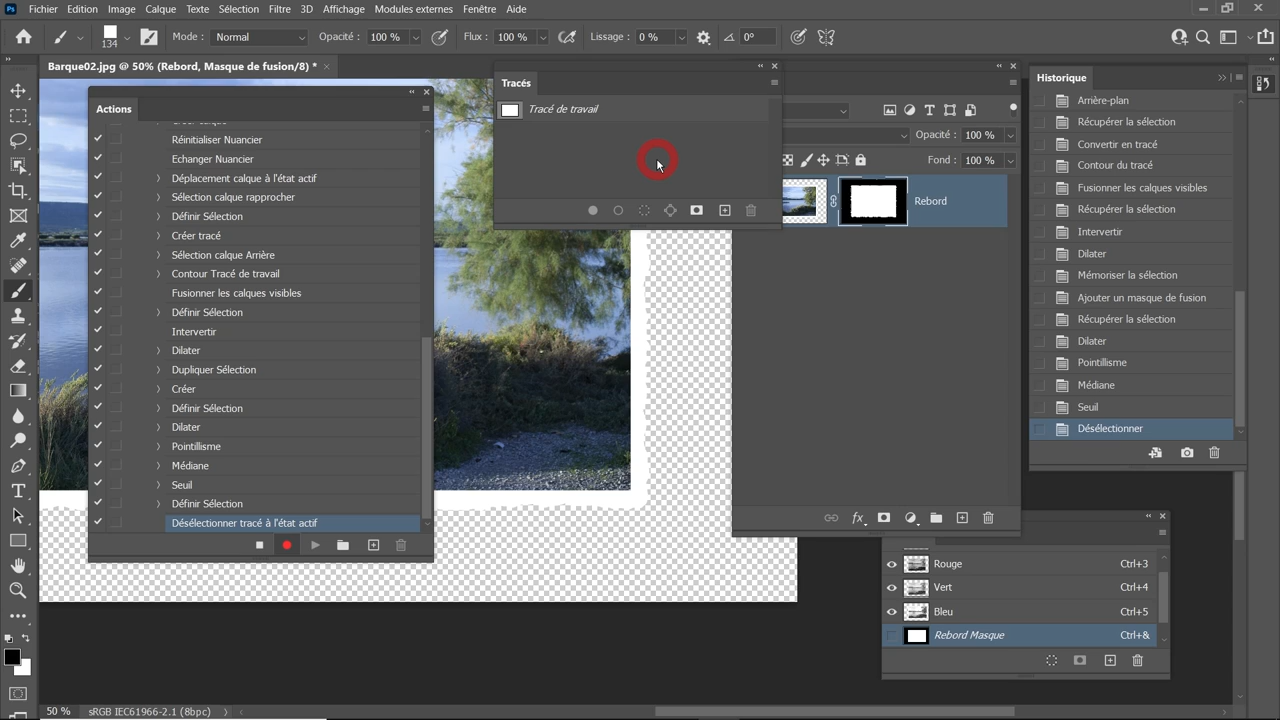 Ps Fichier Edition Image Calque Texte Sélection Filtre 3D Affichage Modules externes Fenêtre Aide
134 Mode : Normal Opacité : 100 % Flux : 100 % Lissage : 0 % 0°
Barque02.jpg @ 50% (Rebord, Masque de fusion/8) *
Actions
Réinitialiser Nuancier
Echanger Nuancier
Déplacement calque à l'état actif
Sélection calque rapprocher
Définir Sélection
Créer tracé
Sélection calque Arrière
Contour Tracé de travail
Fusionner les calques visibles
Définir Sélection
Intervertir
Dilater
Dupliquer Sélection
Créer
Définir Sélection
Dilater
Pointillisme
Médiane
Seuil
Définir Sélection
Désélectionner tracé à l'état actif
Tracés
Tracé de travail
Opacité : 100 %
Fond : 100 %
Rebord
fx
Historique
Arrière-plan
Récupérer la sélection
Convertir en tracé
Contour du tracé
Fusionner les calques visibles
Récupérer la sélection
Intervertir
Dilater
Mémoriser la sélection
Ajouter un masque de fusion
Récupérer la sélection
Dilater
Pointillisme
Médiane
Seuil
Désélectionner
Rouge Ctrl+3
Vert Ctrl+4
Bleu Ctrl+5
Rebord Masque Ctrl+&
50 % sRGB IEC61966-2.1 (8bpc)